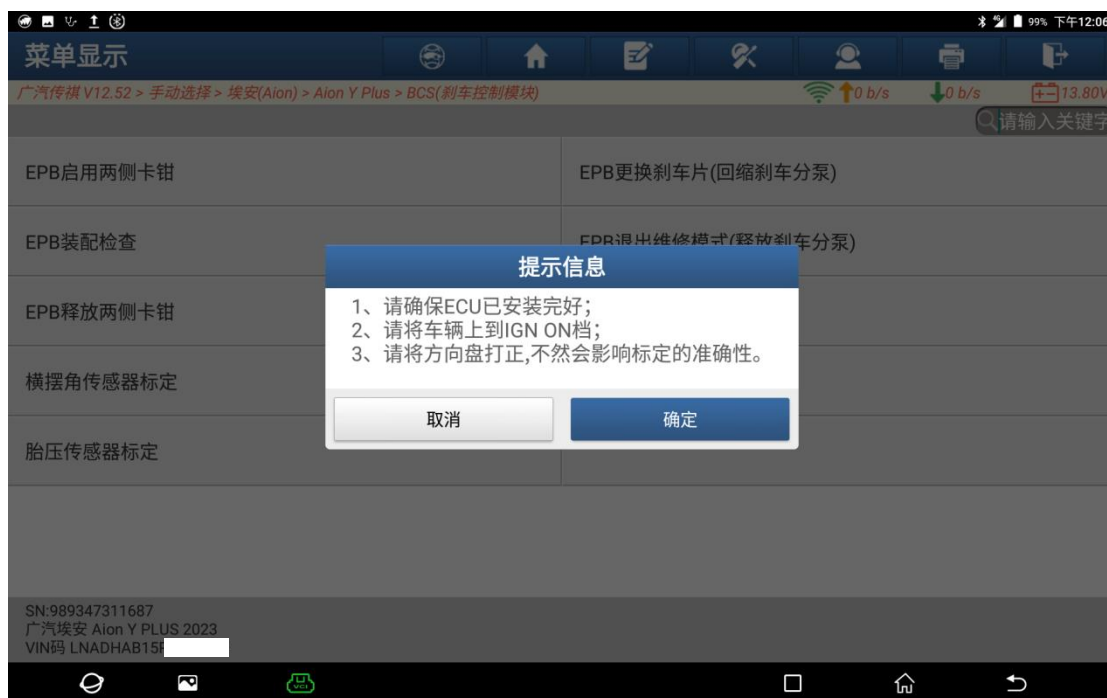 99% 下午12:06
菜单显示
广汽传祺 V12.52 > 手动选择 > 埃安(Aion) > Aion Y Plus > BCS(刹车控制模块)
0 b/s
0 b/s
13.80V
请输入关键字
EPB启用两侧卡钳
EPB更换刹车片(回缩刹车分泵)
EPB装配检查
EPB退出维修模式(释放刹车分泵)
提示信息
EPB释放两侧卡钳
1、请确保ECU已安装完好；
2、请将车辆上到IGN ON档；
3、请将方向盘打正,不然会影响标定的准确性。
横摆角传感器标定
取消
确定
胎压传感器标定
SN:989347311687
广汽埃安 Aion Y PLUS 2023
VIN码 LNADHAB15
VCI